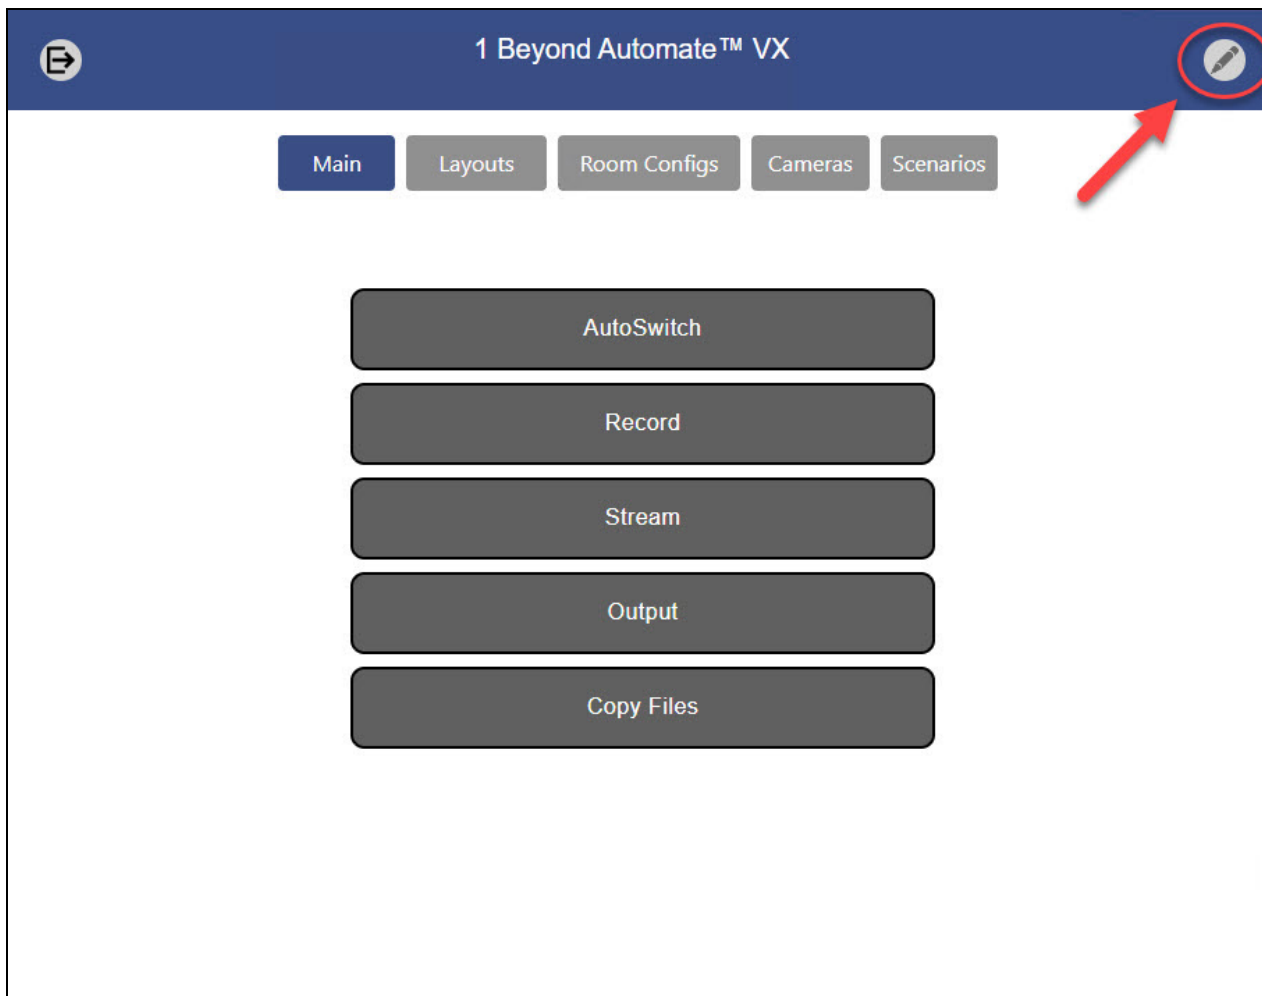 1 Beyond Automate™ VX
Main Layouts Room Configs Cameras Scenarios
AutoSwitch
Record
Stream
Output
Copy Files